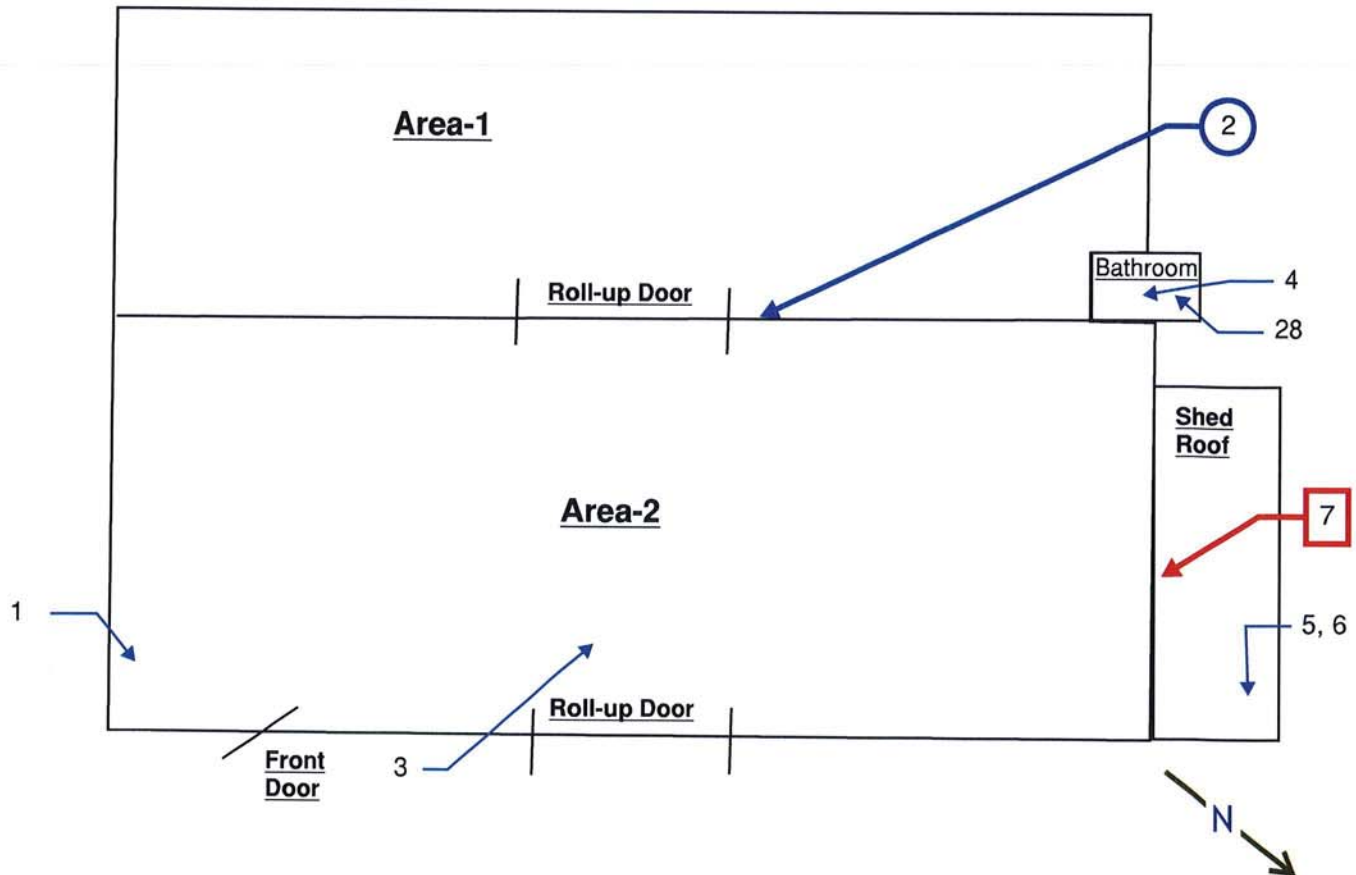 Area-1
2
Roll-up Door
Bathroom
4
28
Shed
Roof
Area-2
7
1
5, 6
Roll-up Door
Front
Door
3
N